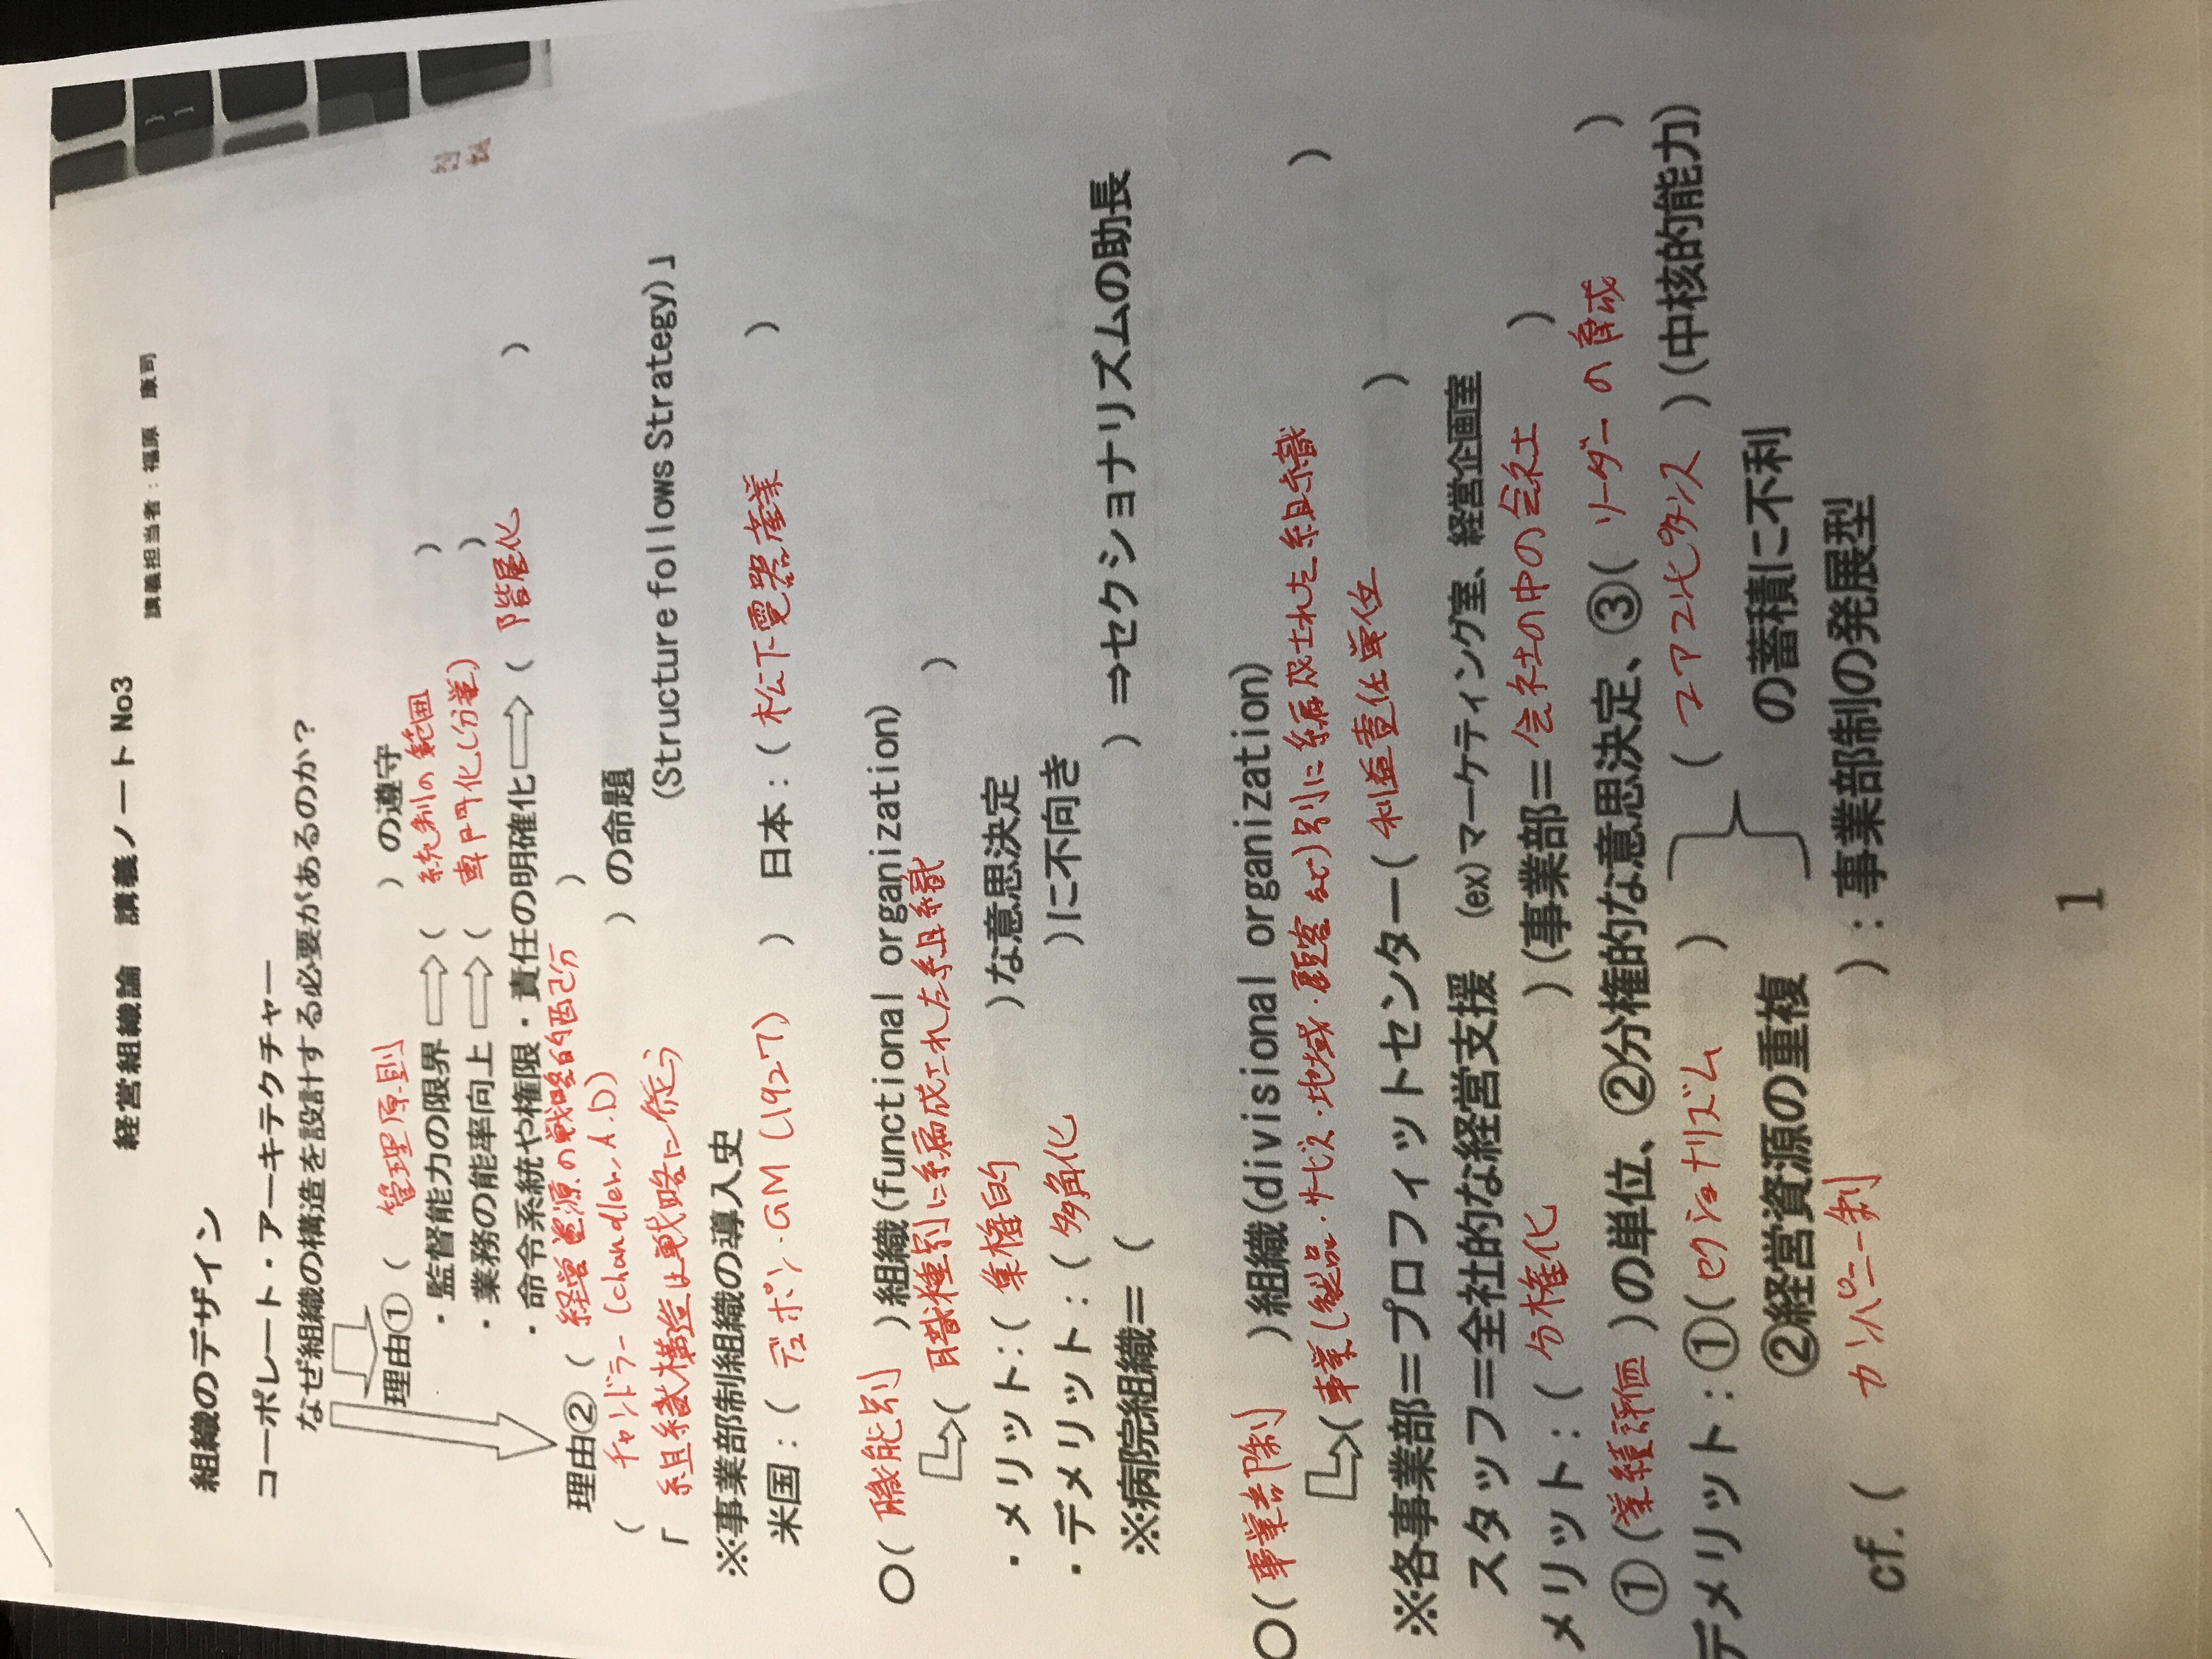 経営組織論　講義ノート No3
講義担当者：福原　康司
組織のデザイン
コーポレート・アーキテクチャー
なぜ組織の構造を設計する必要があるのか？
理由①（ 管理原則 ）の遵守
・監督能力の限界 ⇨（ 統制の範囲 ）
・業務の能率向上 ⇨（ 専門化(分業) ）
・命令系統や権限・責任の明確化 ⇨（ 階層化 ）
理由②（ 経営資源の戦略的配分 ）
（ チャンドラー (chandler, A.D) ）の命題
「 組織構造は戦略に従う (Structure follows Strategy)」
※事業部制組織の導入史
米国：（ デュポン・GM (1927) ） 日本：（ 松下電器産業 ）
○( 職能別 )組織(functional organization)
( 職種別に編成された組織 )
・メリット:( 集権的 )な意思決定
・デメリット：( 多角化 )に不向き
※病院組織＝（ ）⇒セクショナリズムの助長
○( 事業部制 )組織(divisional organization)
( 事業(製品・サービス・地域・顧客など)別に編成された組織 )
※各事業部＝プロフィットセンター( 利益責任単位 )
スタッフ＝全社的な経営支援 (ex)マーケティング室、経営企画室
メリット：( 分権化 )(事業部＝ 会社の中の会社 )
①(業績評価 )の単位、②分権的な意思決定、③( リーダーの育成 )
デメリット：①( セクショナリズム ) ( コアコンピタンス )(中核的能力)
②経営資源の重複 の蓄積に不利
cf.( カンパニー制 )：事業部制の発展型
1